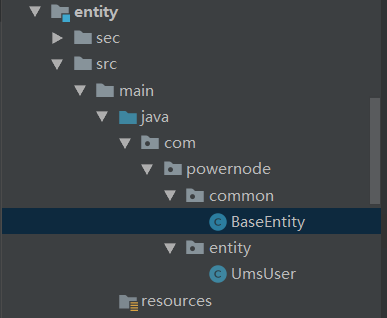 entity
sec
src
main
java
com
powernode
common
BaseEntity
entity
UmsUser
resources